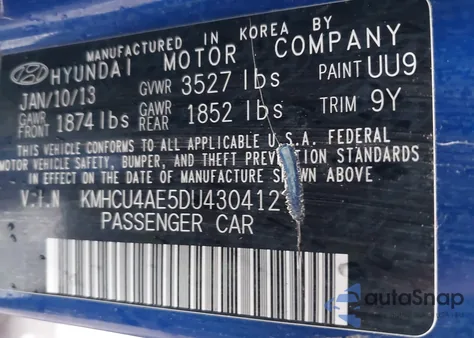 MANUFACTURED IN KOREA BY
HYUNDAI MOTOR COMPANY
JAN/10/13 GVWR 3527 lbs PAINT UU9
GAWR FRONT 1874 lbs GAWR REAR 1852 lbs TRIM 9Y
THIS VEHICLE CONFORMS TO ALL APPLICABLE U.S.A. FEDERAL
MOTOR VEHICLE SAFETY, BUMPER, AND THEFT PREVENTION STANDARDS
IN EFFECT ON THE DATE OF MANUFACTURE SHOWN ABOVE
V.I.N KMHCU4AE5DU430412
PASSENGER CAR
autoSnap